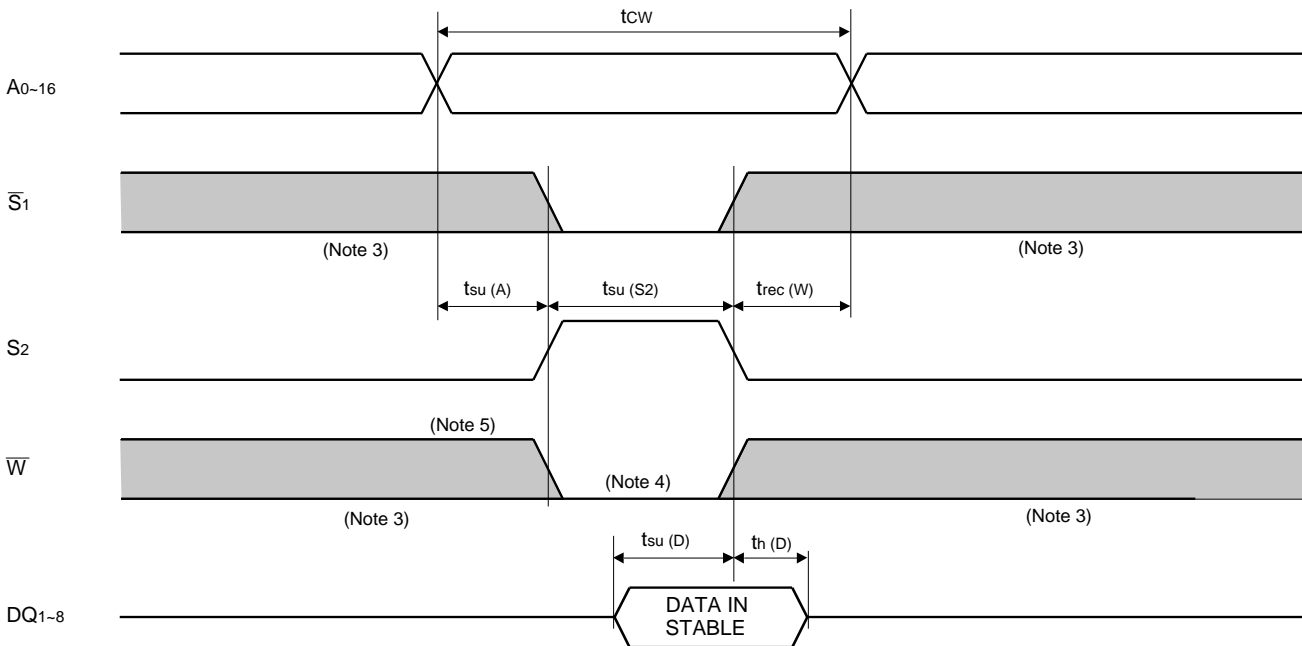 tCW
A0~16
S1
(Note 3) (Note 3)
tsu (A) tsu (S2) trec (W)
S2
(Note 5)
W
(Note 4)
(Note 3) (Note 3)
tsu (D) th (D)
DQ1~8
DATA IN
STABLE